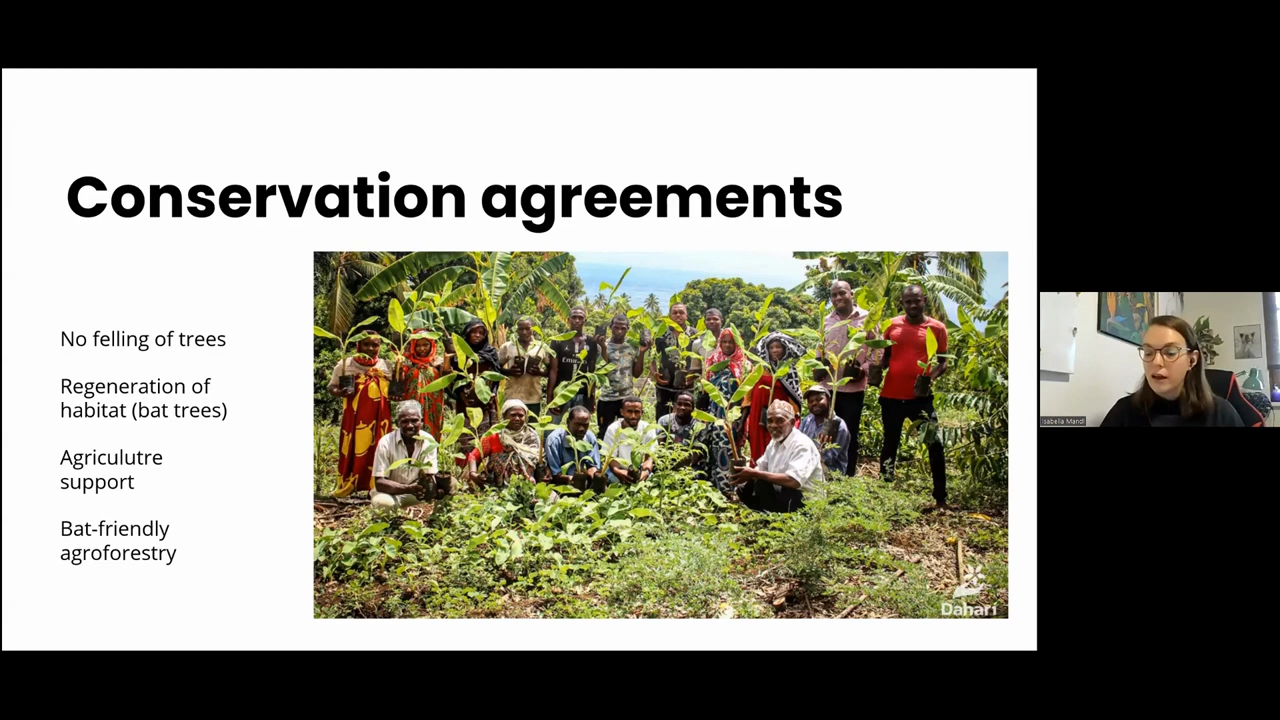 Conservation agreements
No felling of trees
Regeneration of
habitat (bat trees)
Agriculutre
support
Bat-friendly
agroforestry
Dahari
Isabella Mandl